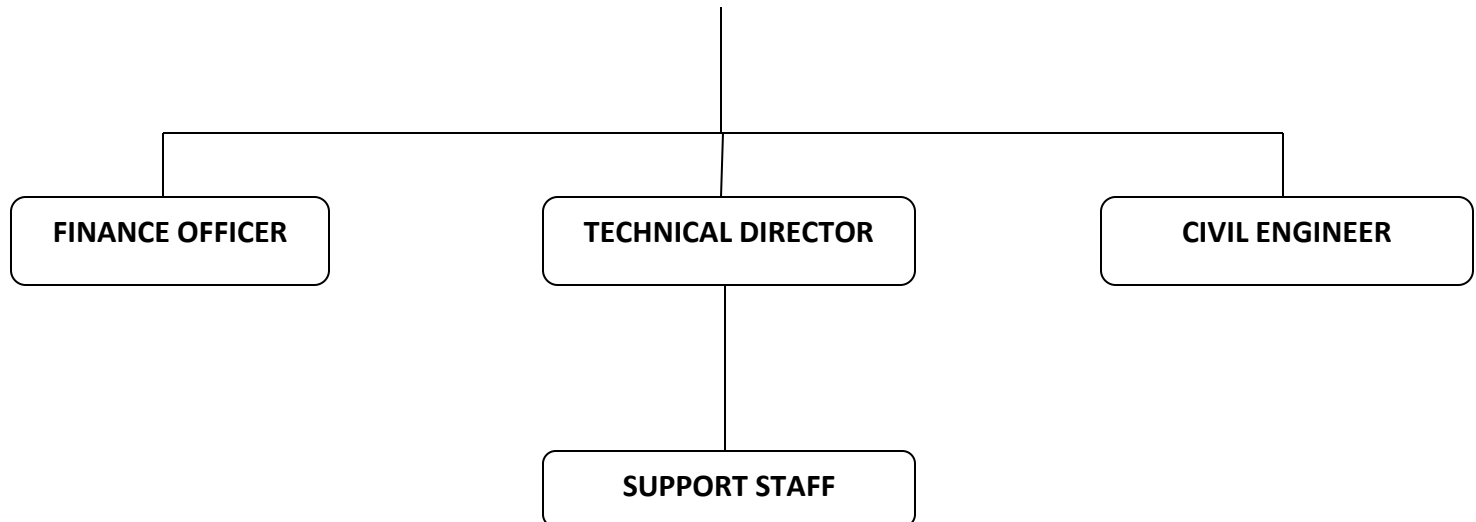 FINANCE OFFICER
TECHNICAL DIRECTOR
CIVIL ENGINEER
SUPPORT STAFF